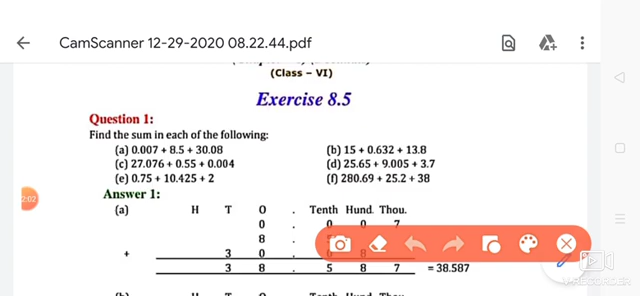 CamScanner 12-29-2020 08.22.44.pdf
(Class – VI)
Exercise 8.5
Question 1:
Find the sum in each of the following:
(a) 0.007 + 8.5 + 30.08 (b) 15 + 0.632 + 13.8
(c) 27.076 + 0.55 + 0.004 (d) 25.65 + 9.005 + 3.7
(e) 0.75 + 10.425 + 2 (f) 280.69 + 25.2 + 38
Answer 1:
2:02
(a) H T O . Tenth Hund. Thou.
0 . 0 0 7
8 .
+ 3 0 .
3 8 . 5 8 7 = 38.587
V RECORDER